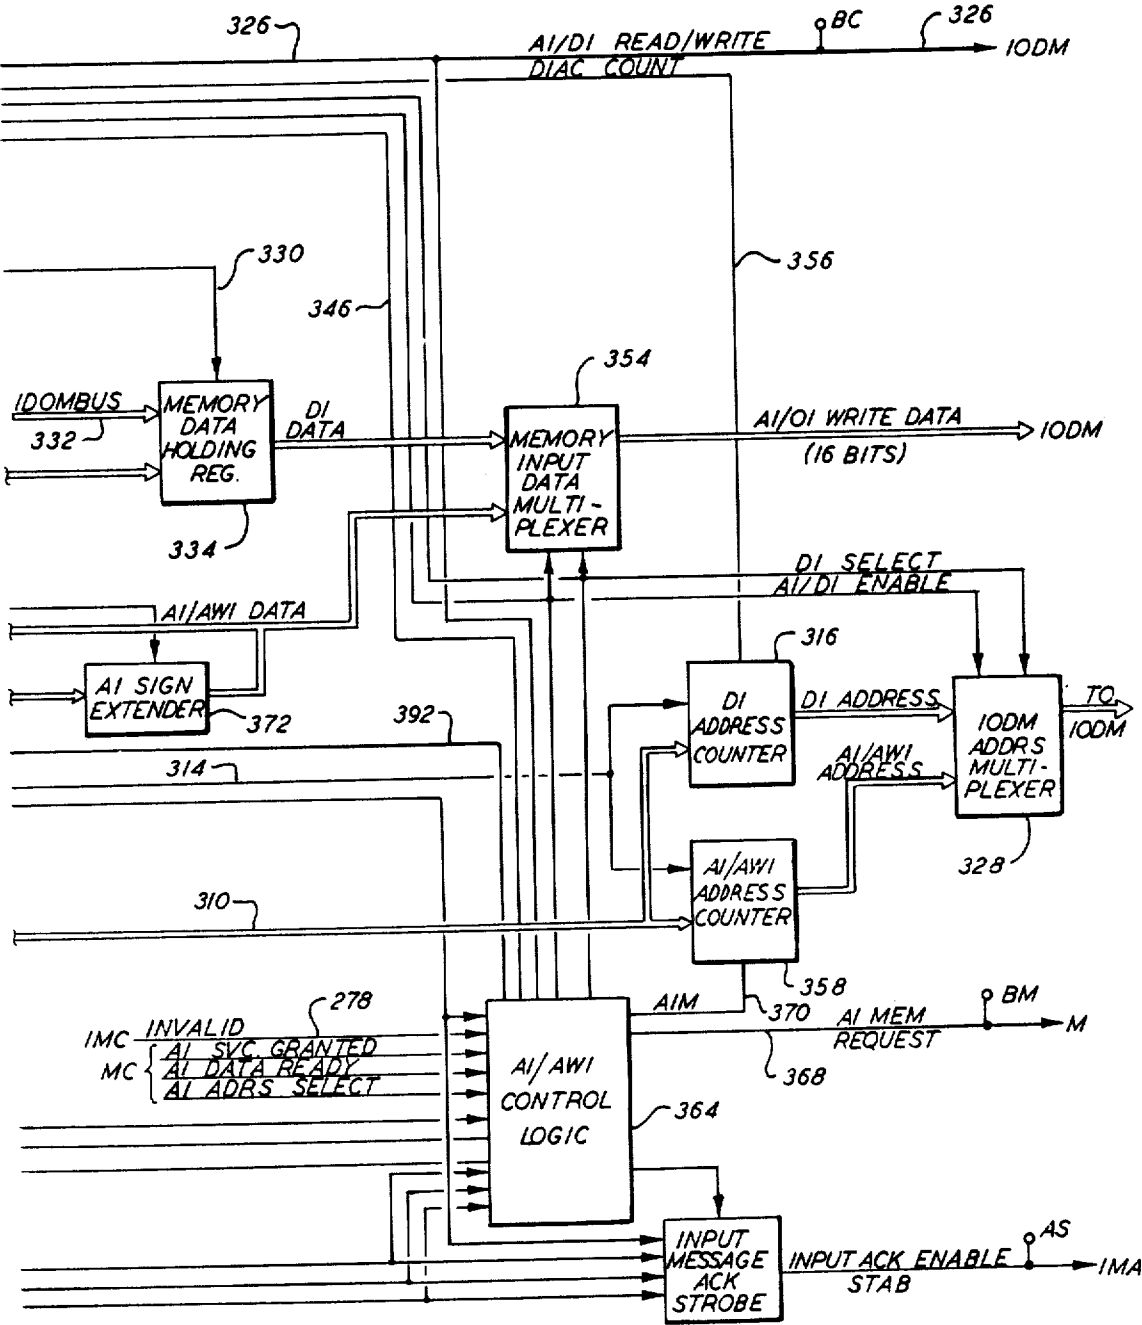 326
AI/DI READ/WRITE
BC
326
IODM
DIAC COUNT
330
356
346
354
IDOMBUS
332
MEMORY
DATA
HOLDING
REG.
334
DI
DATA
MEMORY
INPUT
DATA
MULTI-
PLEXER
AI/OI WRITE DATA
(16 BITS)
IODM
DI SELECT
AI/DI ENABLE
AI/AWI DATA
AI SIGN
EXTENDER
372
316
DI
ADDRESS
COUNTER
DI ADDRESS
AI/AWI
ADDRESS
IODM
ADDRS
MULTI-
PLEXER
TO
IODM
328
392
314
310
AI/AWI
ADDRESS
COUNTER
358
AIM
370
BM
AI MEM
REQUEST
M
368
278
IMC INVALID
MC
AI SVC. GRANTED
AI DATA READY
AI ADRS SELECT
AI/AWI
CONTROL
LOGIC
364
INPUT
MESSAGE
ACK
STROBE
INPUT ACK ENABLE
STAB
AS
IMA